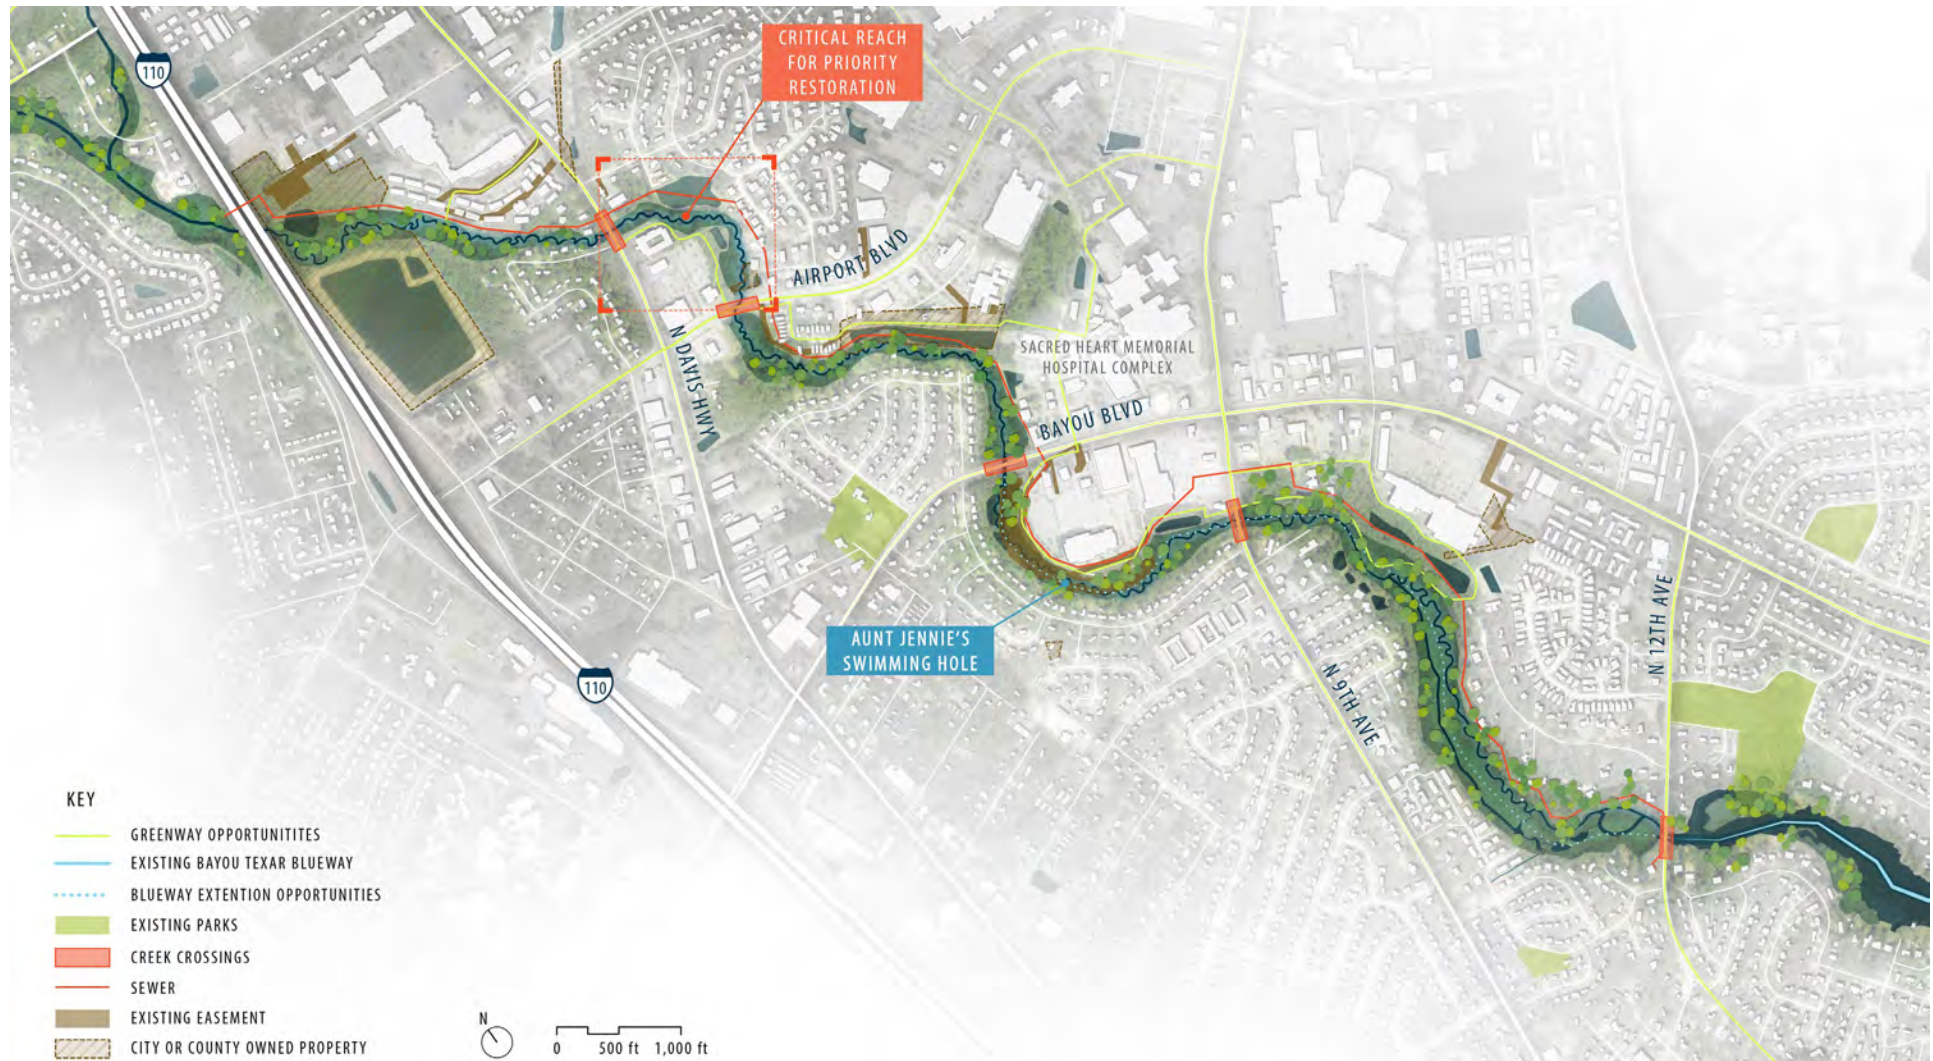 110
CRITICAL REACH
FOR PRIORITY
RESTORATION
AIRPORT BLVD
N DAVIS HWY
SACRED HEART MEMORIAL
HOSPITAL COMPLEX
BAYOU BLVD
AUNT JENNIE'S
SWIMMING HOLE
N 12TH AVE
N 9TH AVE
110
KEY
GREENWAY OPPORTUNITITES
EXISTING BAYOU TEXAR BLUEWAY
BLUEWAY EXTENTION OPPORTUNITIES
EXISTING PARKS
CREEK CROSSINGS
SEWER
EXISTING EASEMENT
CITY OR COUNTY OWNED PROPERTY
N
0 500 ft 1,000 ft